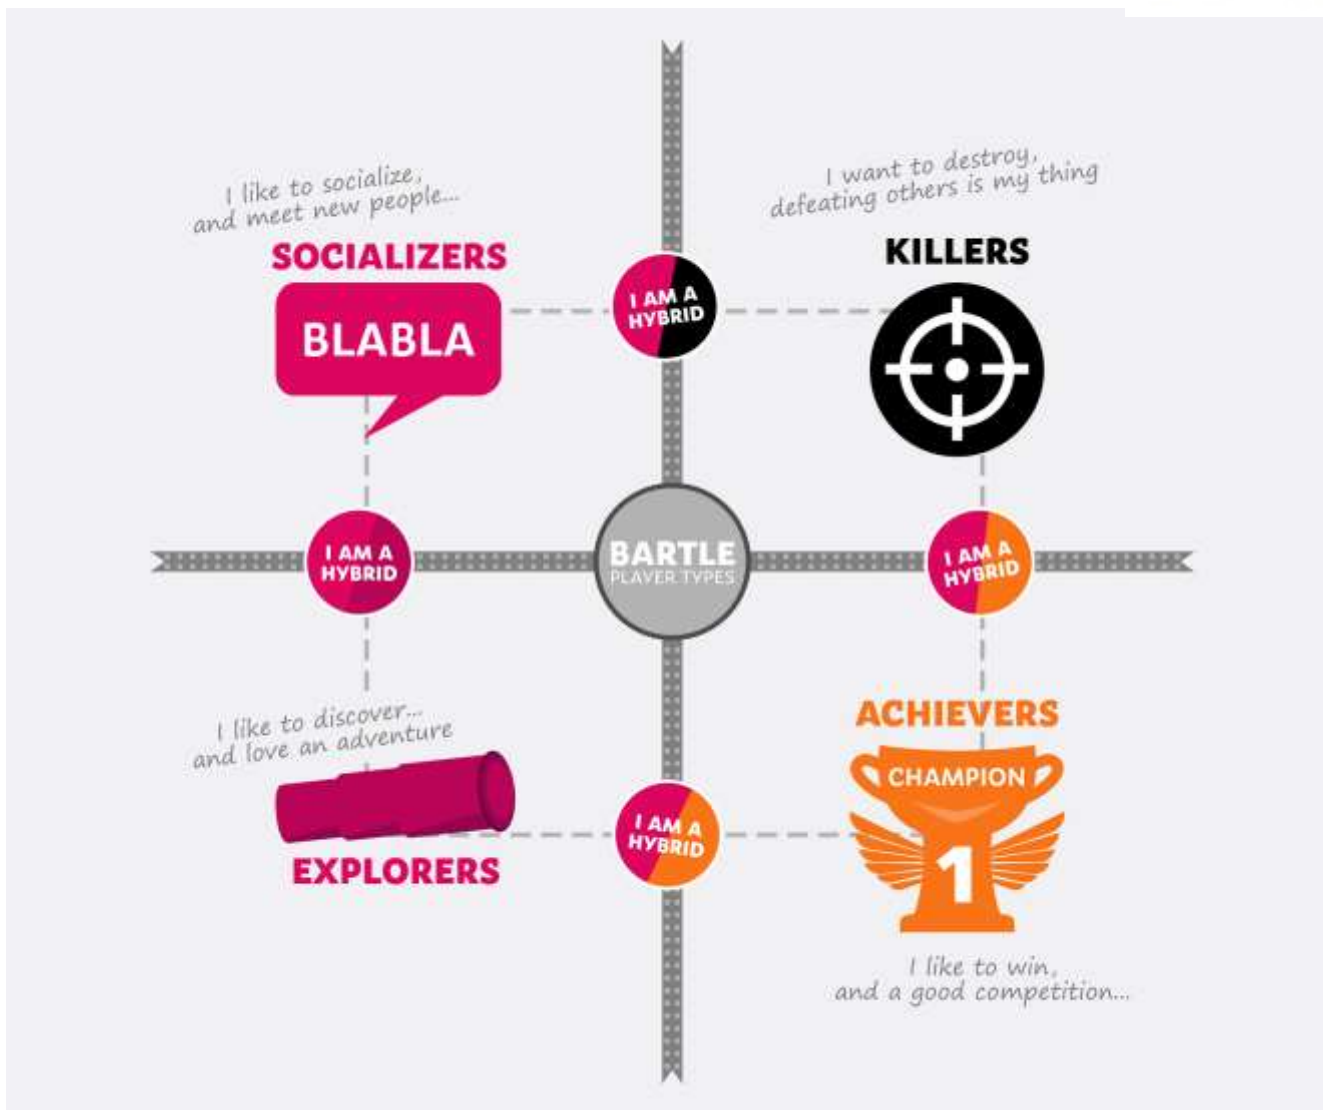 I like to socialize,
and meet new people...
SOCIALIZERS
BLABLA
I want to destroy,
defeating others is my thing
KILLERS
I AM A
HYBRID
I AM A
HYBRID
BARTLE
PLAYER TYPES
I AM A
HYBRID
I like to discover...
and love an adventure
EXPLORERS
I AM A
HYBRID
ACHIEVERS
CHAMPION
1
I like to win,
and a good competition...